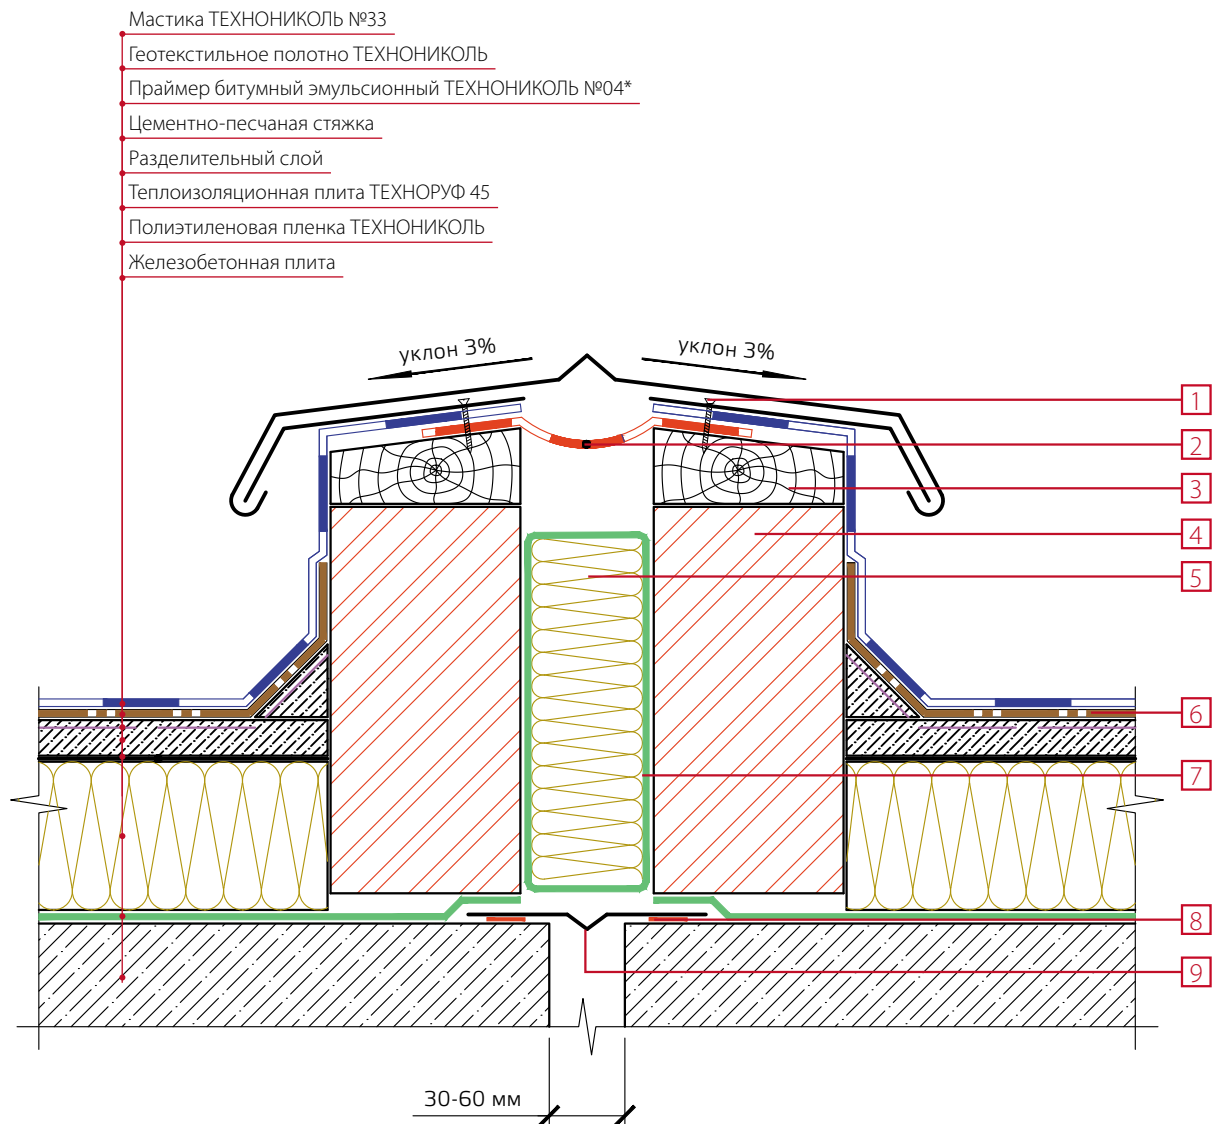 Мастика ТЕХНОНИКОЛЬ №33
Геотекстильное полотно ТЕХНОНИКОЛЬ
Праймер битумный эмульсионный ТЕХНОНИКОЛЬ №04*
Цементно-песчаная стяжка
Разделительный слой
Теплоизоляционная плита ТЕХНОРУФ 45
Полиэтиленовая пленка ТЕХНОНИКОЛЬ
Железобетонная плита
уклон 3%
уклон 3%
1
2
3
4
5
6
7
8
9
30-60 мм